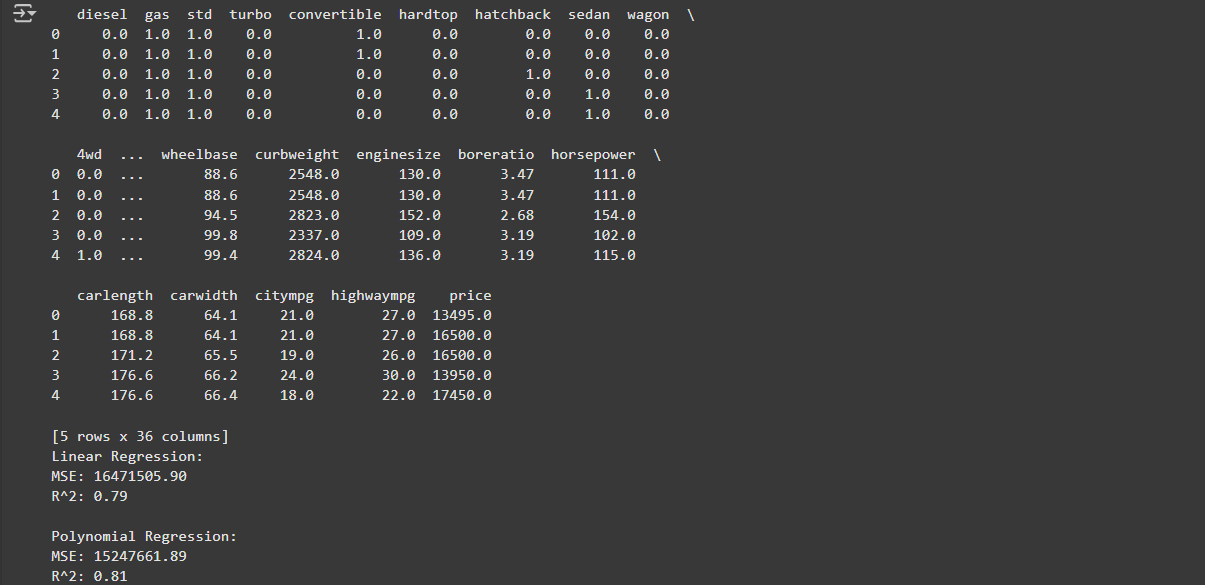 diesel gas std turbo convertible hardtop hatchback sedan wagon \
0 0.0 1.0 1.0 0.0 1.0 0.0 0.0 0.0 0.0
1 0.0 1.0 1.0 0.0 1.0 0.0 0.0 0.0 0.0
2 0.0 1.0 1.0 0.0 0.0 0.0 1.0 0.0 0.0
3 0.0 1.0 1.0 0.0 0.0 0.0 0.0 1.0 0.0
4 0.0 1.0 1.0 0.0 0.0 0.0 0.0 1.0 0.0
4wd ... wheelbase curbweight enginesize boreratio horsepower \
0 0.0 ... 88.6 2548.0 130.0 3.47 111.0
1 0.0 ... 88.6 2548.0 130.0 3.47 111.0
2 0.0 ... 94.5 2823.0 152.0 2.68 154.0
3 0.0 ... 99.8 2337.0 109.0 3.19 102.0
4 1.0 ... 99.4 2824.0 136.0 3.19 115.0
carlength carwidth citympg highwaympg price
0 168.8 64.1 21.0 27.0 13495.0
1 168.8 64.1 21.0 27.0 16500.0
2 171.2 65.5 19.0 26.0 16500.0
3 176.6 66.2 24.0 30.0 13950.0
4 176.6 66.4 18.0 22.0 17450.0
[5 rows x 36 columns]
Linear Regression:
MSE: 16471505.90
R^2: 0.79
Polynomial Regression:
MSE: 15247661.89
R^2: 0.81